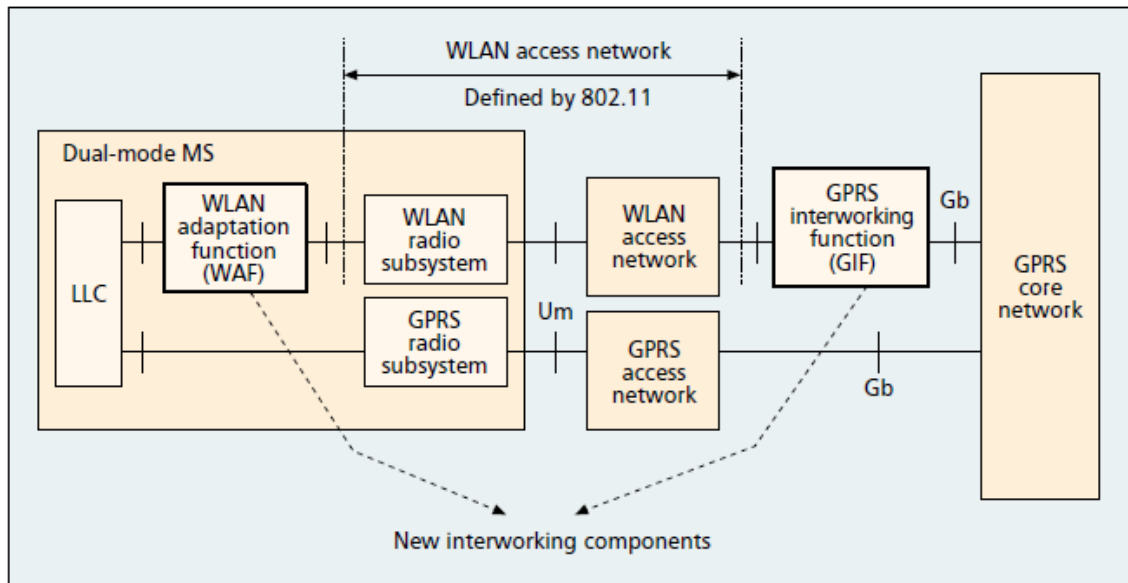 WLAN access network
Defined by 802.11
Dual-mode MS
LLC
WLAN
adaptation
function
(WAF)
WLAN
radio
subsystem
WLAN
access
network
GPRS
interworking
function
(GIF)
Gb
GPRS
core
network
GPRS
radio
subsystem
Um
GPRS
access
network
Gb
New interworking components